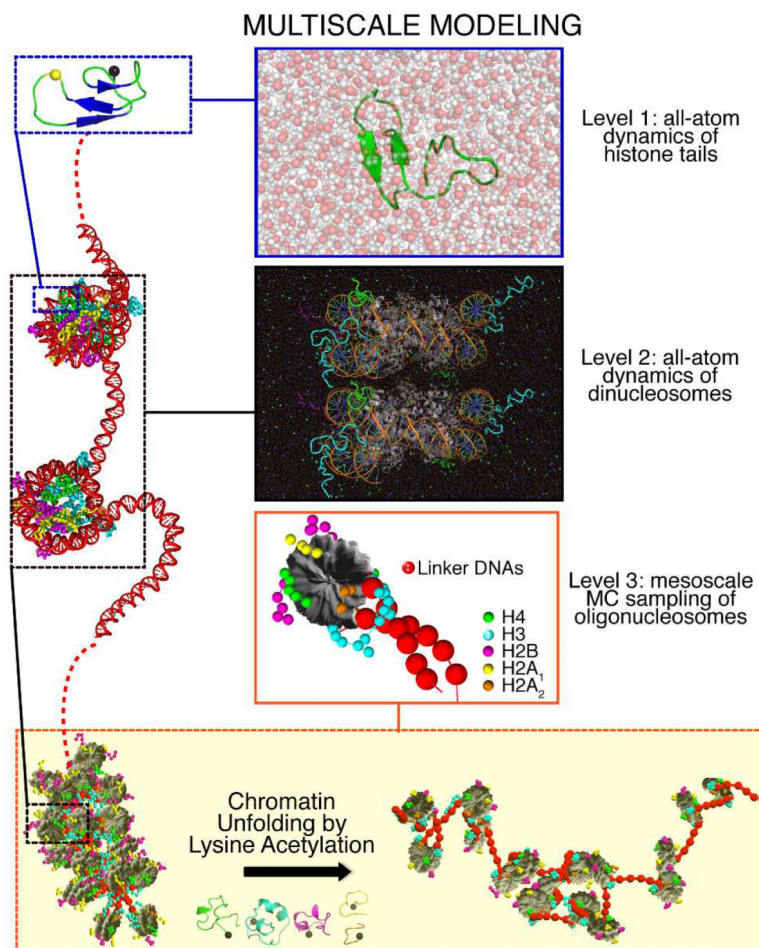 MULTISCALE MODELING
Level 1: all-atom
dynamics of
histone tails
Level 2: all-atom
dynamics of
dinucleosomes
Linker DNAs
H4
H3
H2B
H2A1
H2A2
Level 3: mesoscale
MC sampling of
oligonucleosomes
Chromatin
Unfolding by
Lysine Acetylation